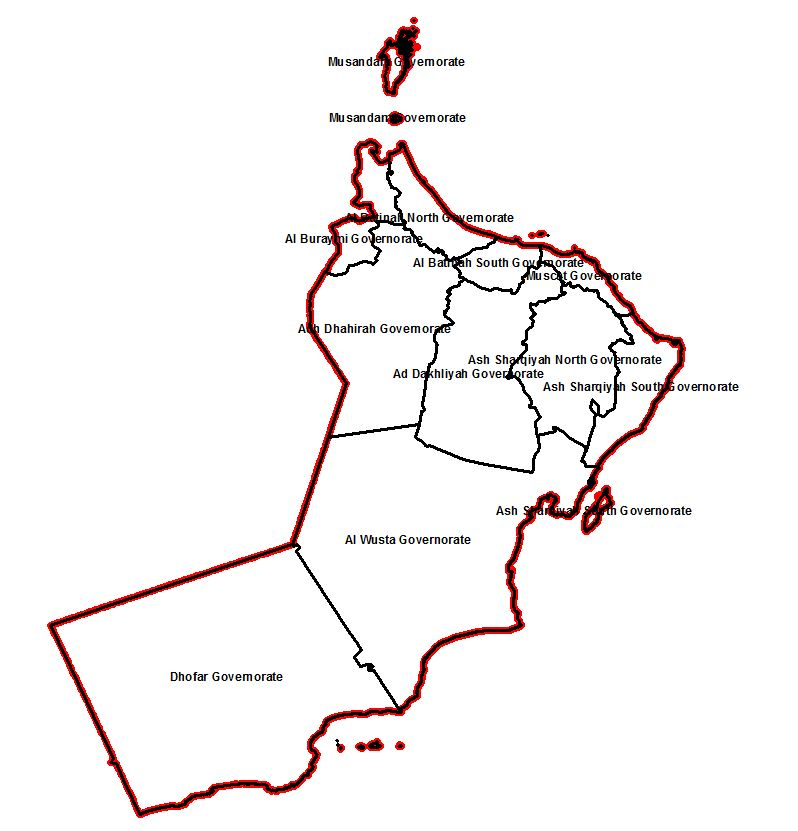 Musandam Governorate
Musandam Governorate
Al Batinah North Governorate
Al Buraymi Governorate
Al Batinah South Governorate
Muscat Governorate
Adh Dhahirah Governorate
Ash Sharqiyah North Governorate
Ad Dakhliyah Governorate
Ash Sharqiyah South Governorate
Ash Sharqiyah South Governorate
Al Wusta Governorate
Dhofar Governorate